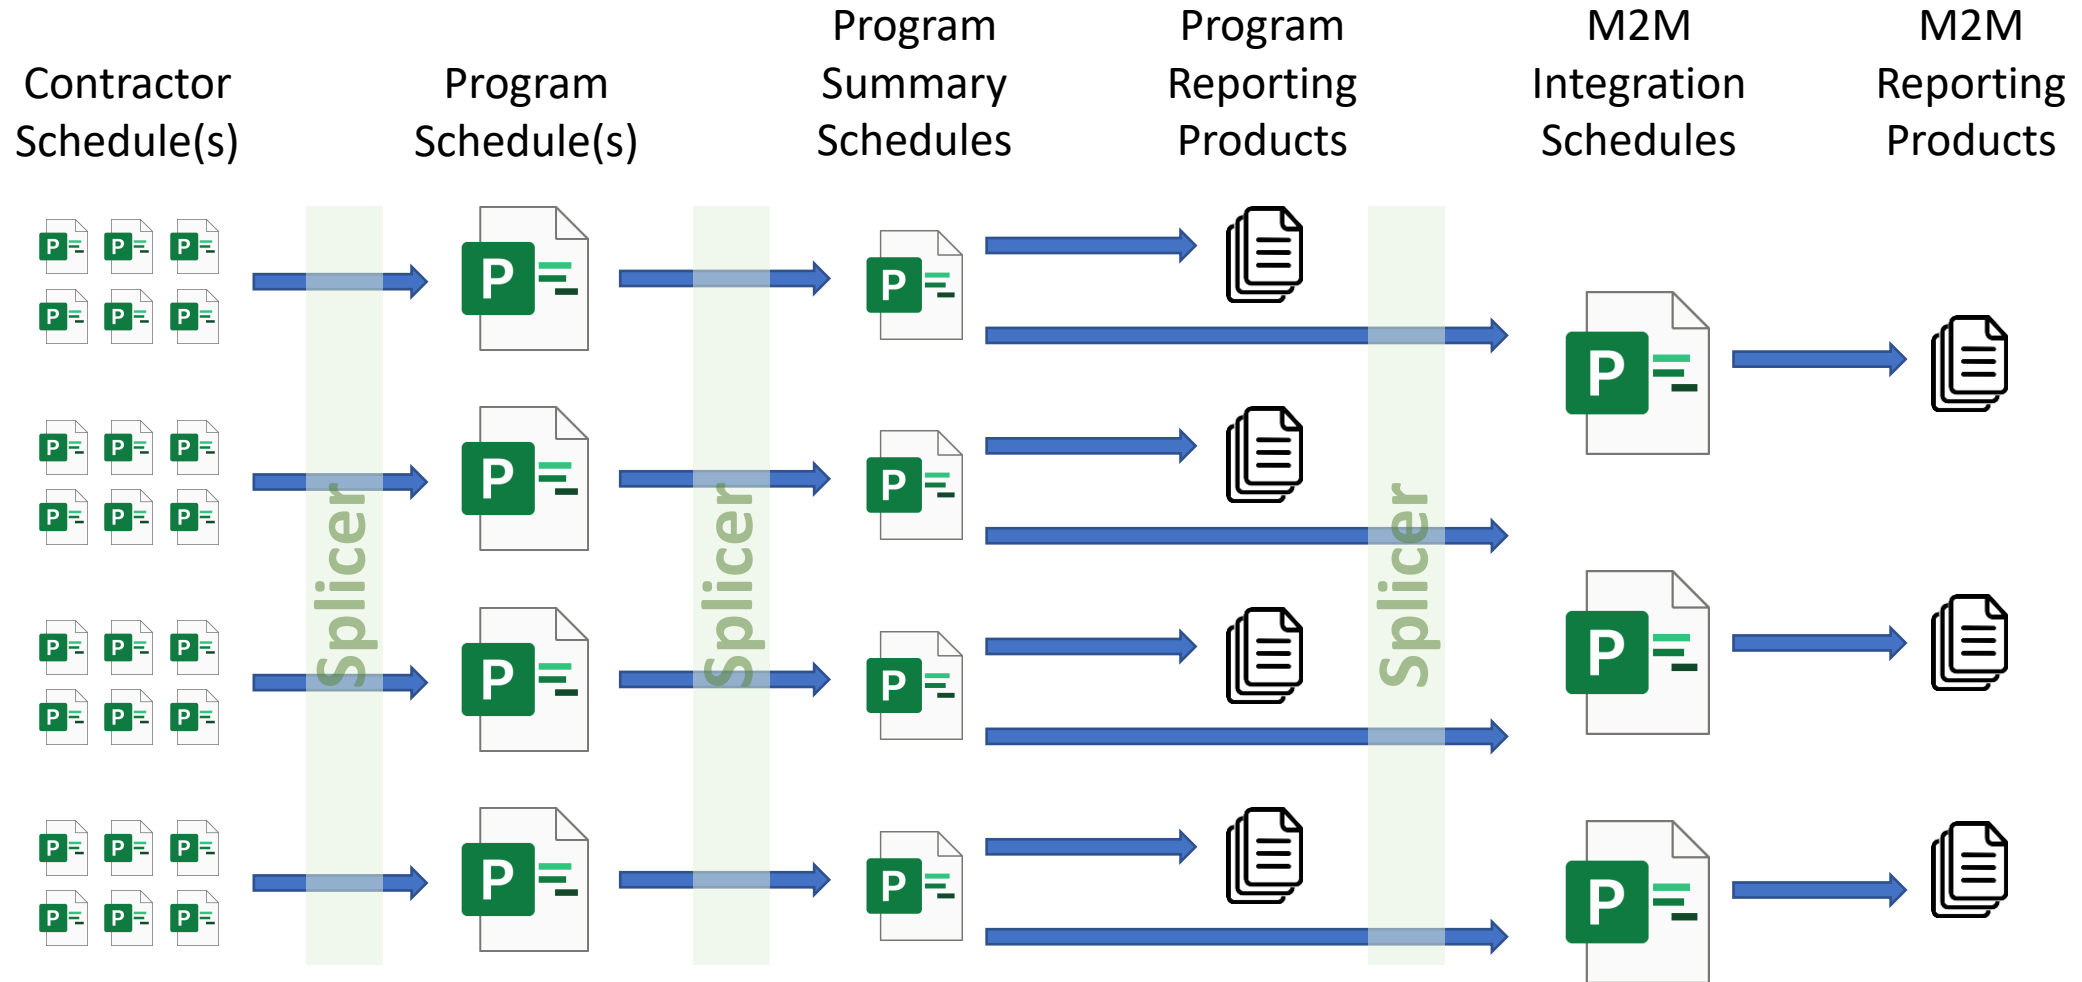 Contractor
Schedule(s)
Program
Schedule(s)
Program
Summary
Schedules
Program
Reporting
Products
M2M
Integration
Schedules
M2M
Reporting
Products
P P P
P P P
P P P
P P P
P P P
P P P
P P P
P P P
Splicer
P
P
P
P
Splicer
P
P
P
P
Splicer
P
P
P